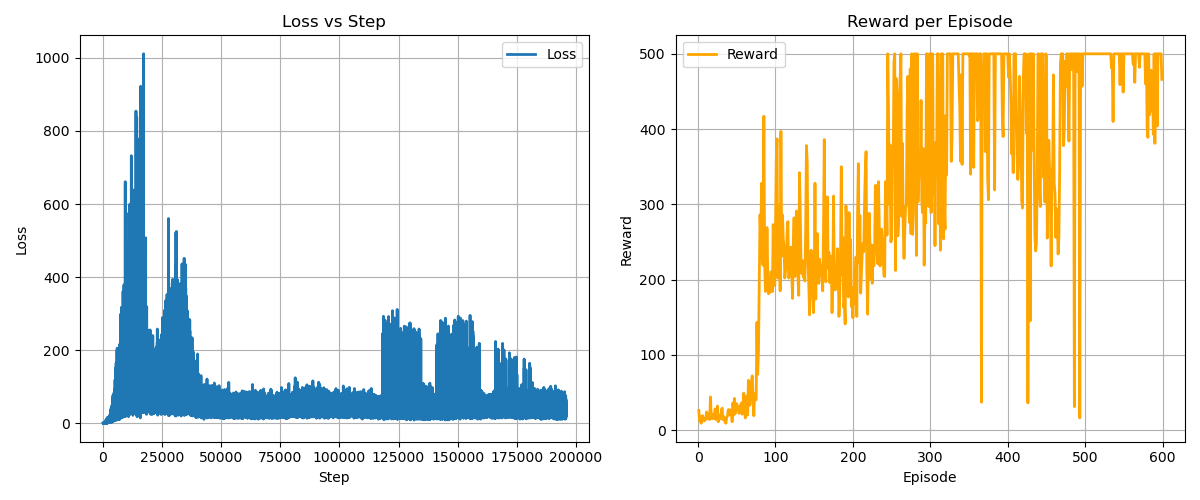 Loss vs Step
Loss
1000
800
600
400
200
0
Loss
0 25000 50000 75000 100000 125000 150000 175000 200000
Step
Reward per Episode
Reward
500
400
300
200
100
0
Reward
0 100 200 300 400 500 600
Episode